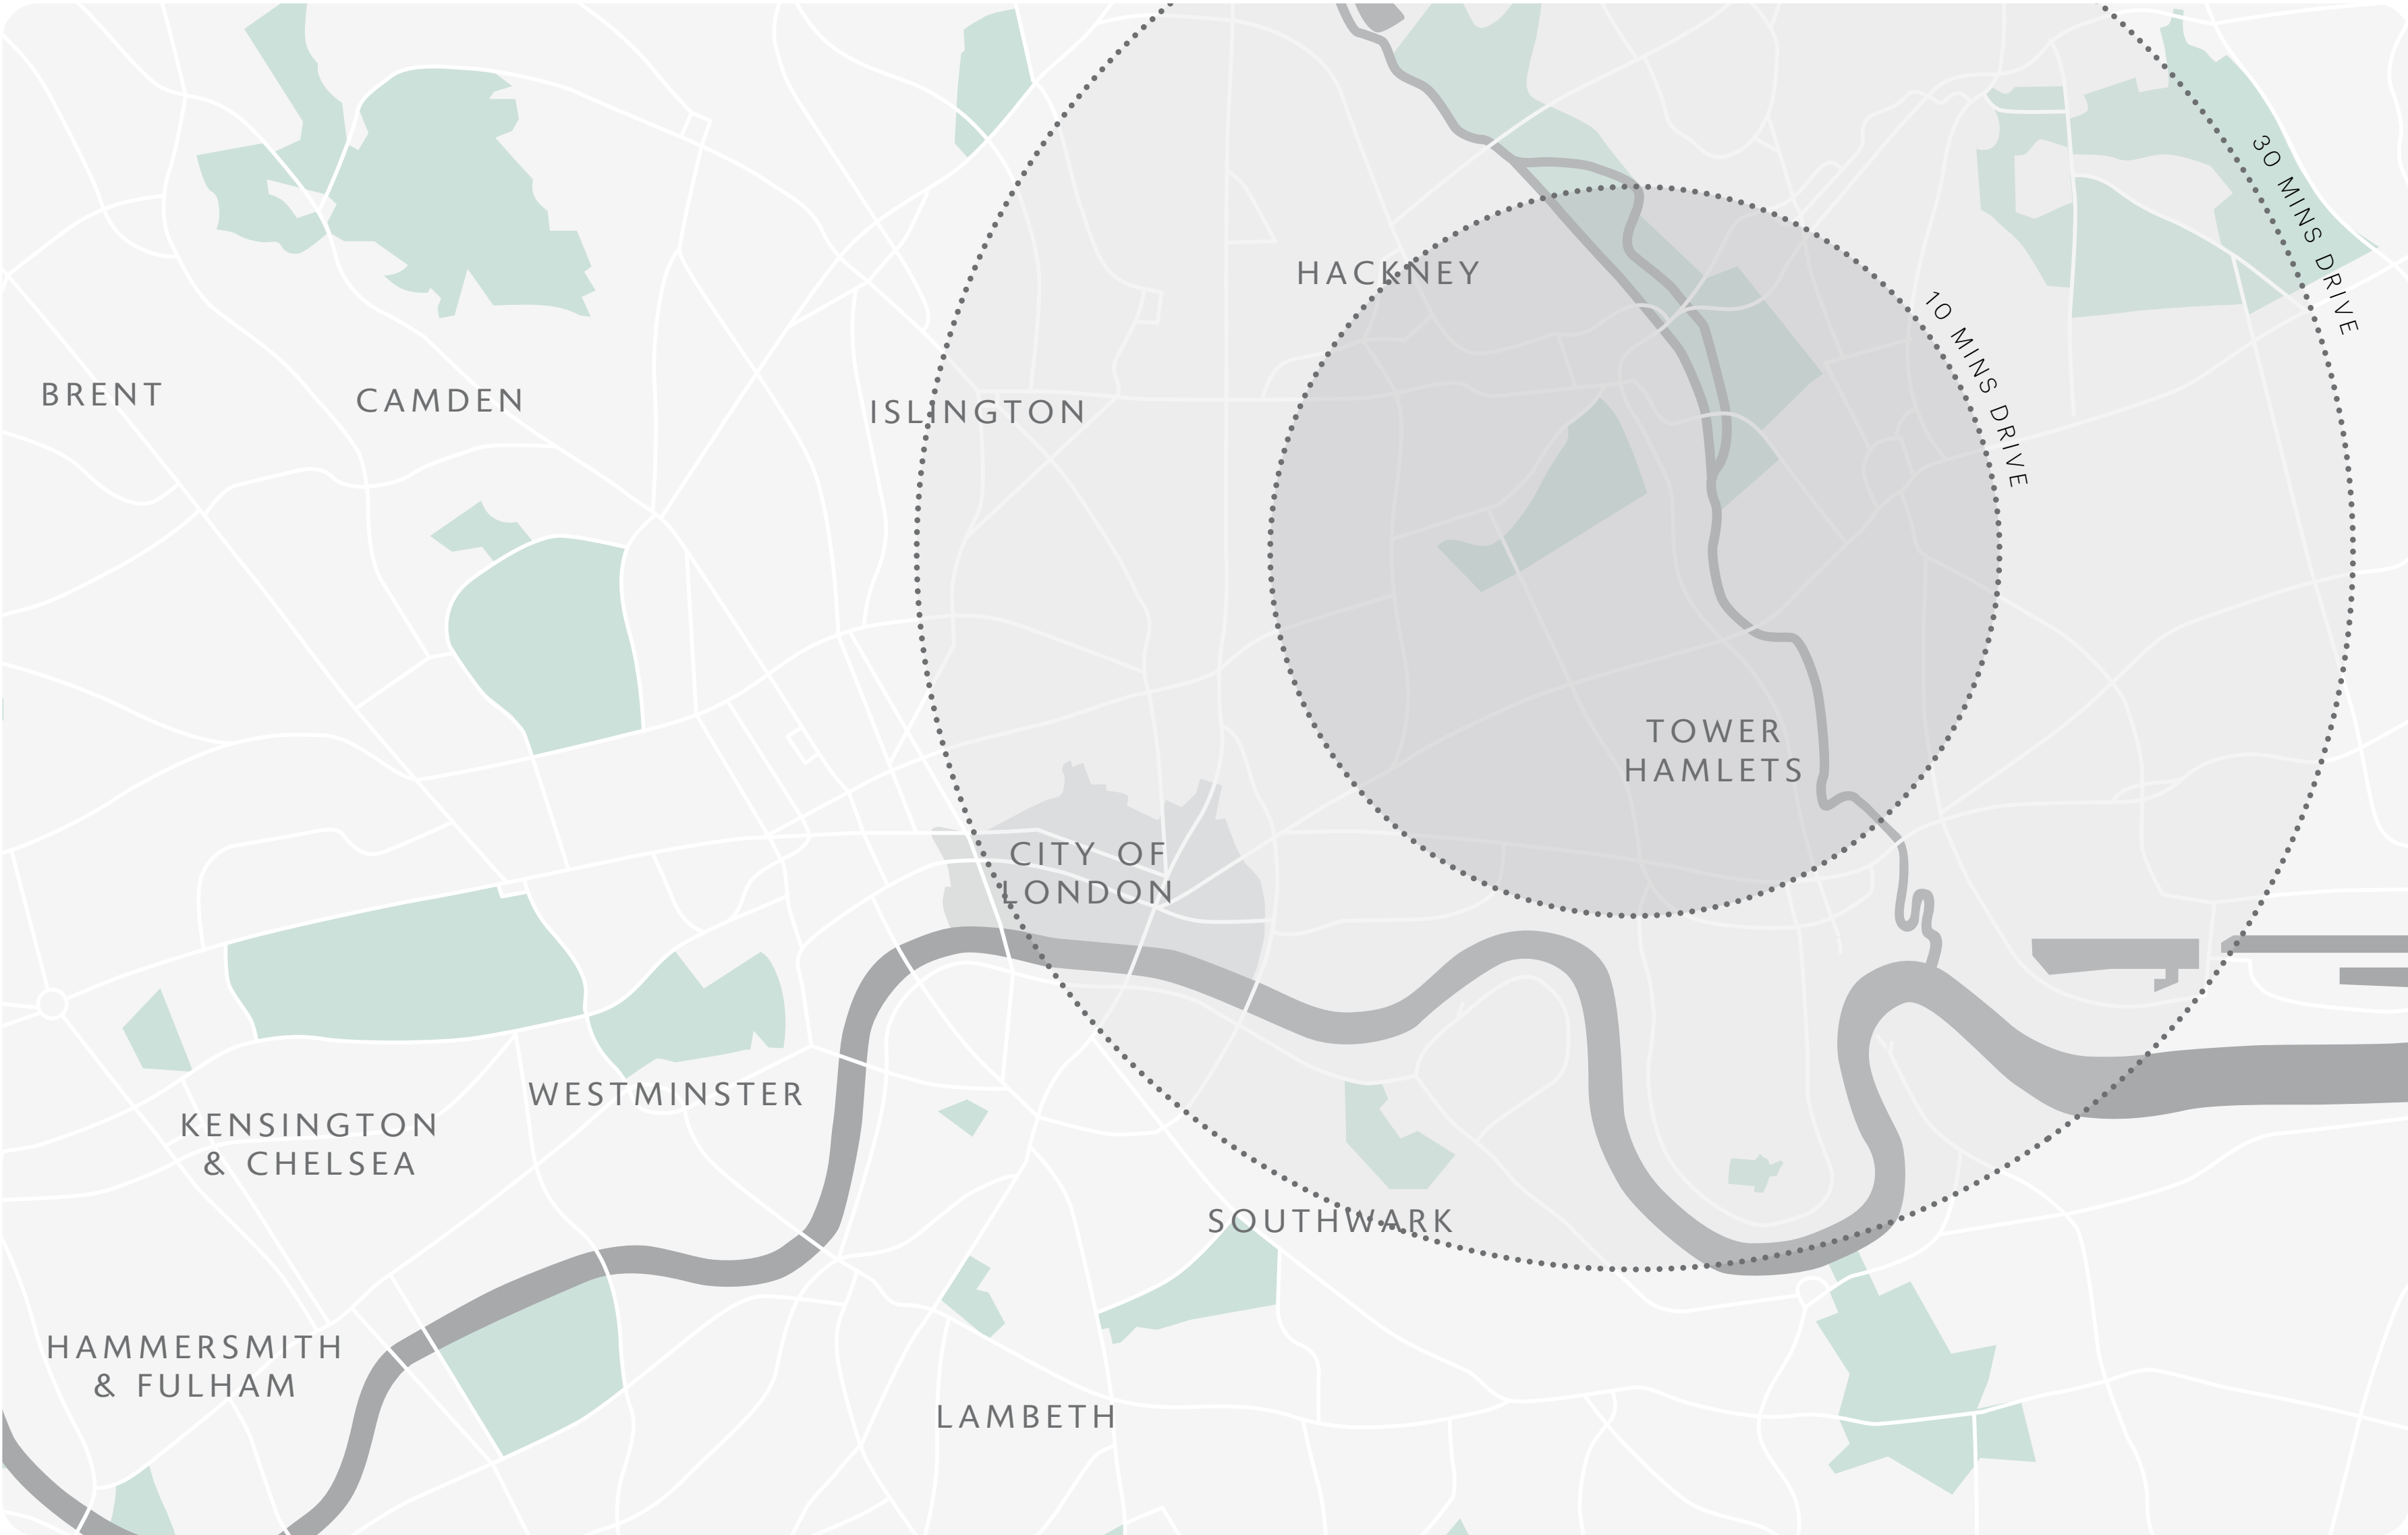 30 MINS DRIVE
HACKNEY
10 MINS DRIVE
BRENT
CAMDEN
ISLINGTON
TOWER
HAMLETS
CITY OF
LONDON
WESTMINSTER
KENSINGTON
& CHELSEA
SOUTHWARK
HAMMERSMITH
& FULHAM
LAMBETH